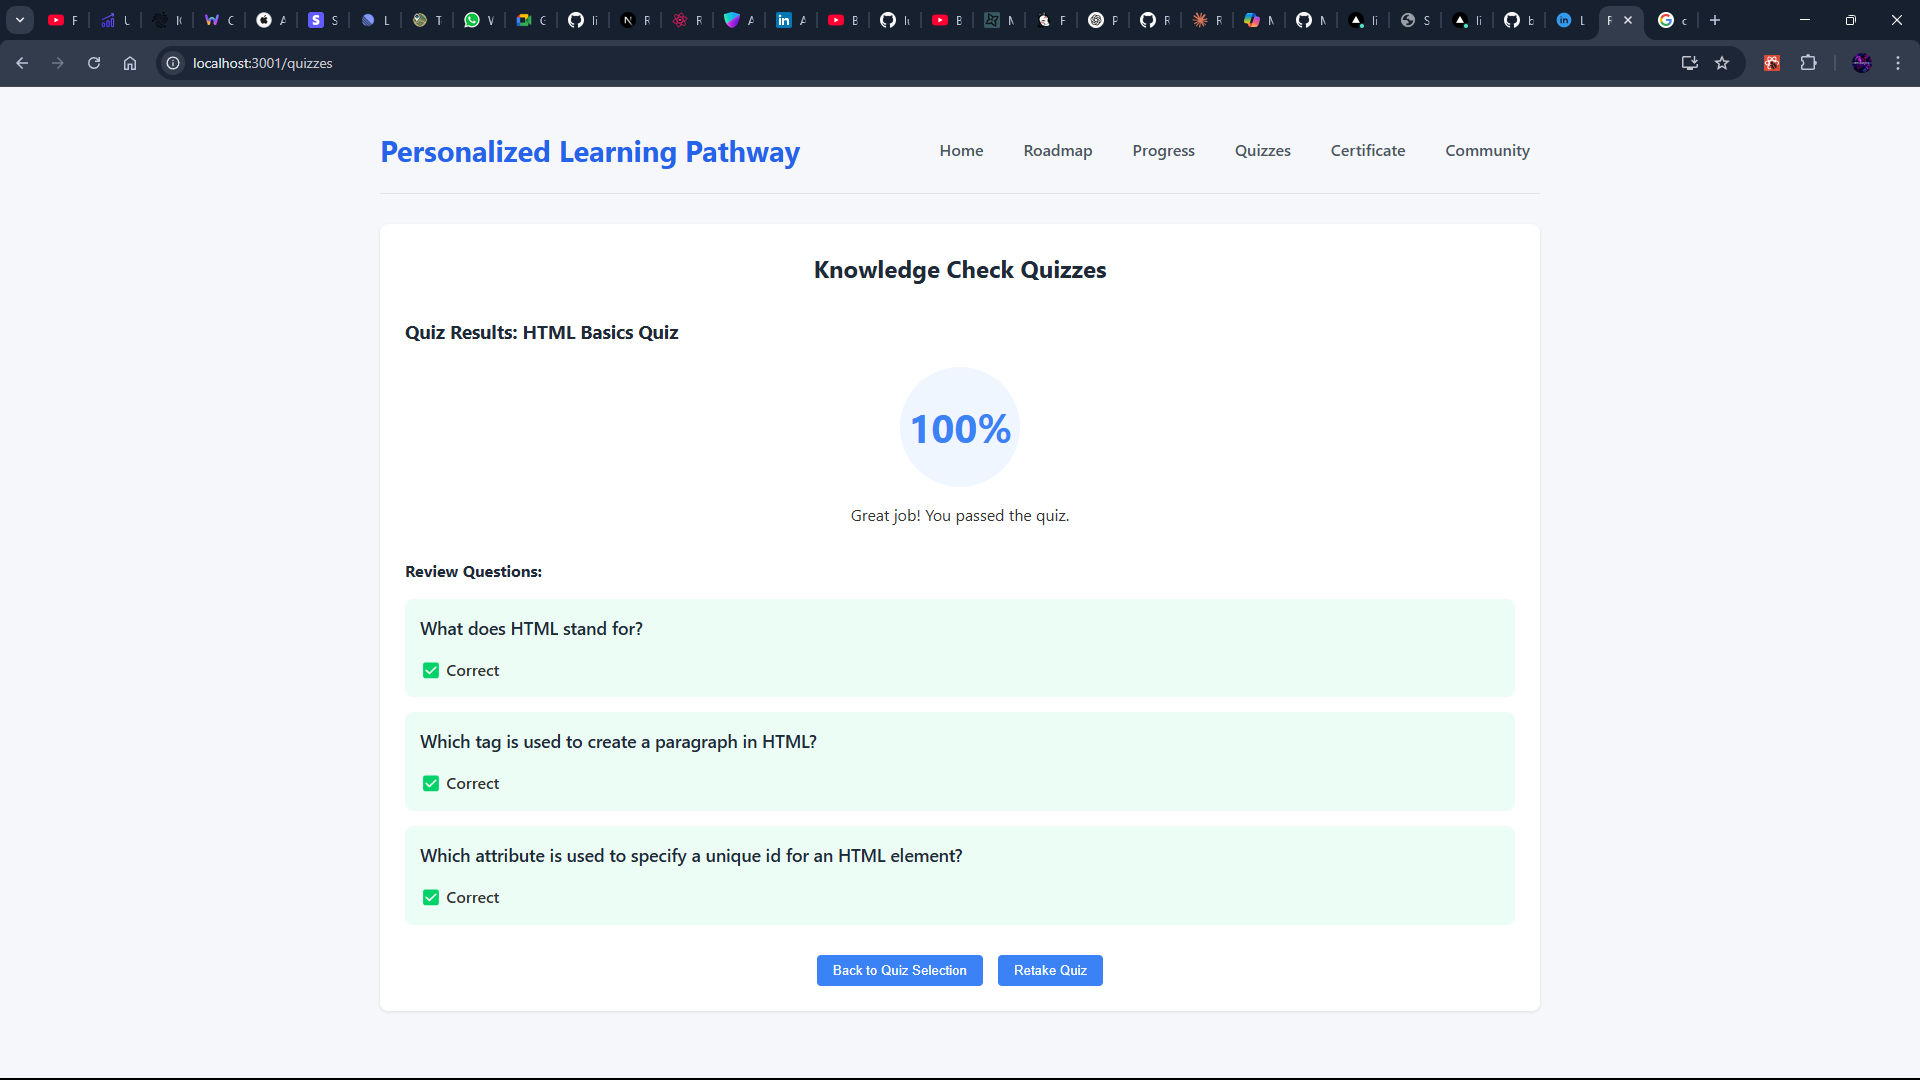 localhost:3001/quizzes
Personalized Learning Pathway
Home
Roadmap
Progress
Quizzes
Certificate
Community
Knowledge Check Quizzes
Quiz Results: HTML Basics Quiz
100%
Great job! You passed the quiz.
Review Questions:
What does HTML stand for?
Correct
Which tag is used to create a paragraph in HTML?
Correct
Which attribute is used to specify a unique id for an HTML element?
Correct
Back to Quiz Selection
Retake Quiz